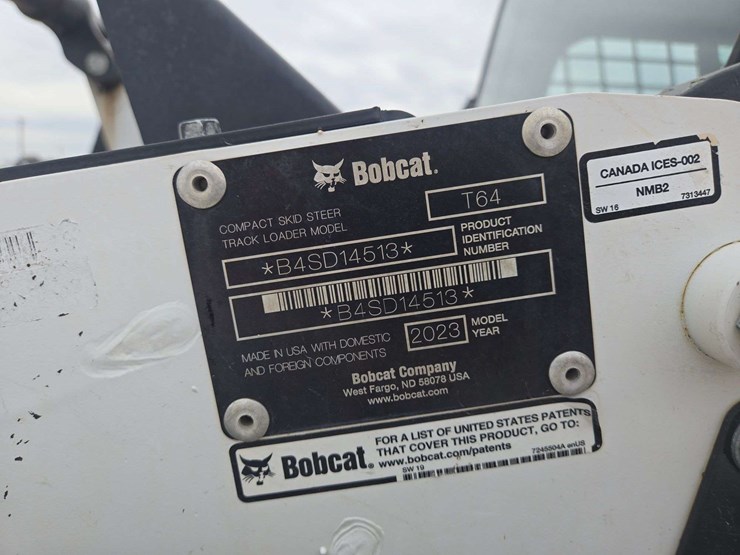 Bobcat.
COMPACT SKID STEER
TRACK LOADER MODEL
T64
*B4SD14513*
PRODUCT
IDENTIFICATION
NUMBER
*B4SD14513*
MADE IN USA WITH DOMESTIC
AND FOREIGN COMPONENTS
2023
MODEL
YEAR
Bobcat Company
West Fargo, ND 58078 USA
www.bobcat.com
CANADA ICES-002
NMB2
SW 16
7313447
Bobcat.
FOR A LIST OF UNITED STATES PATENTS
THAT COVER THIS PRODUCT, GO TO:
www.bobcat.com/patents
7245504A enUS
SW 19